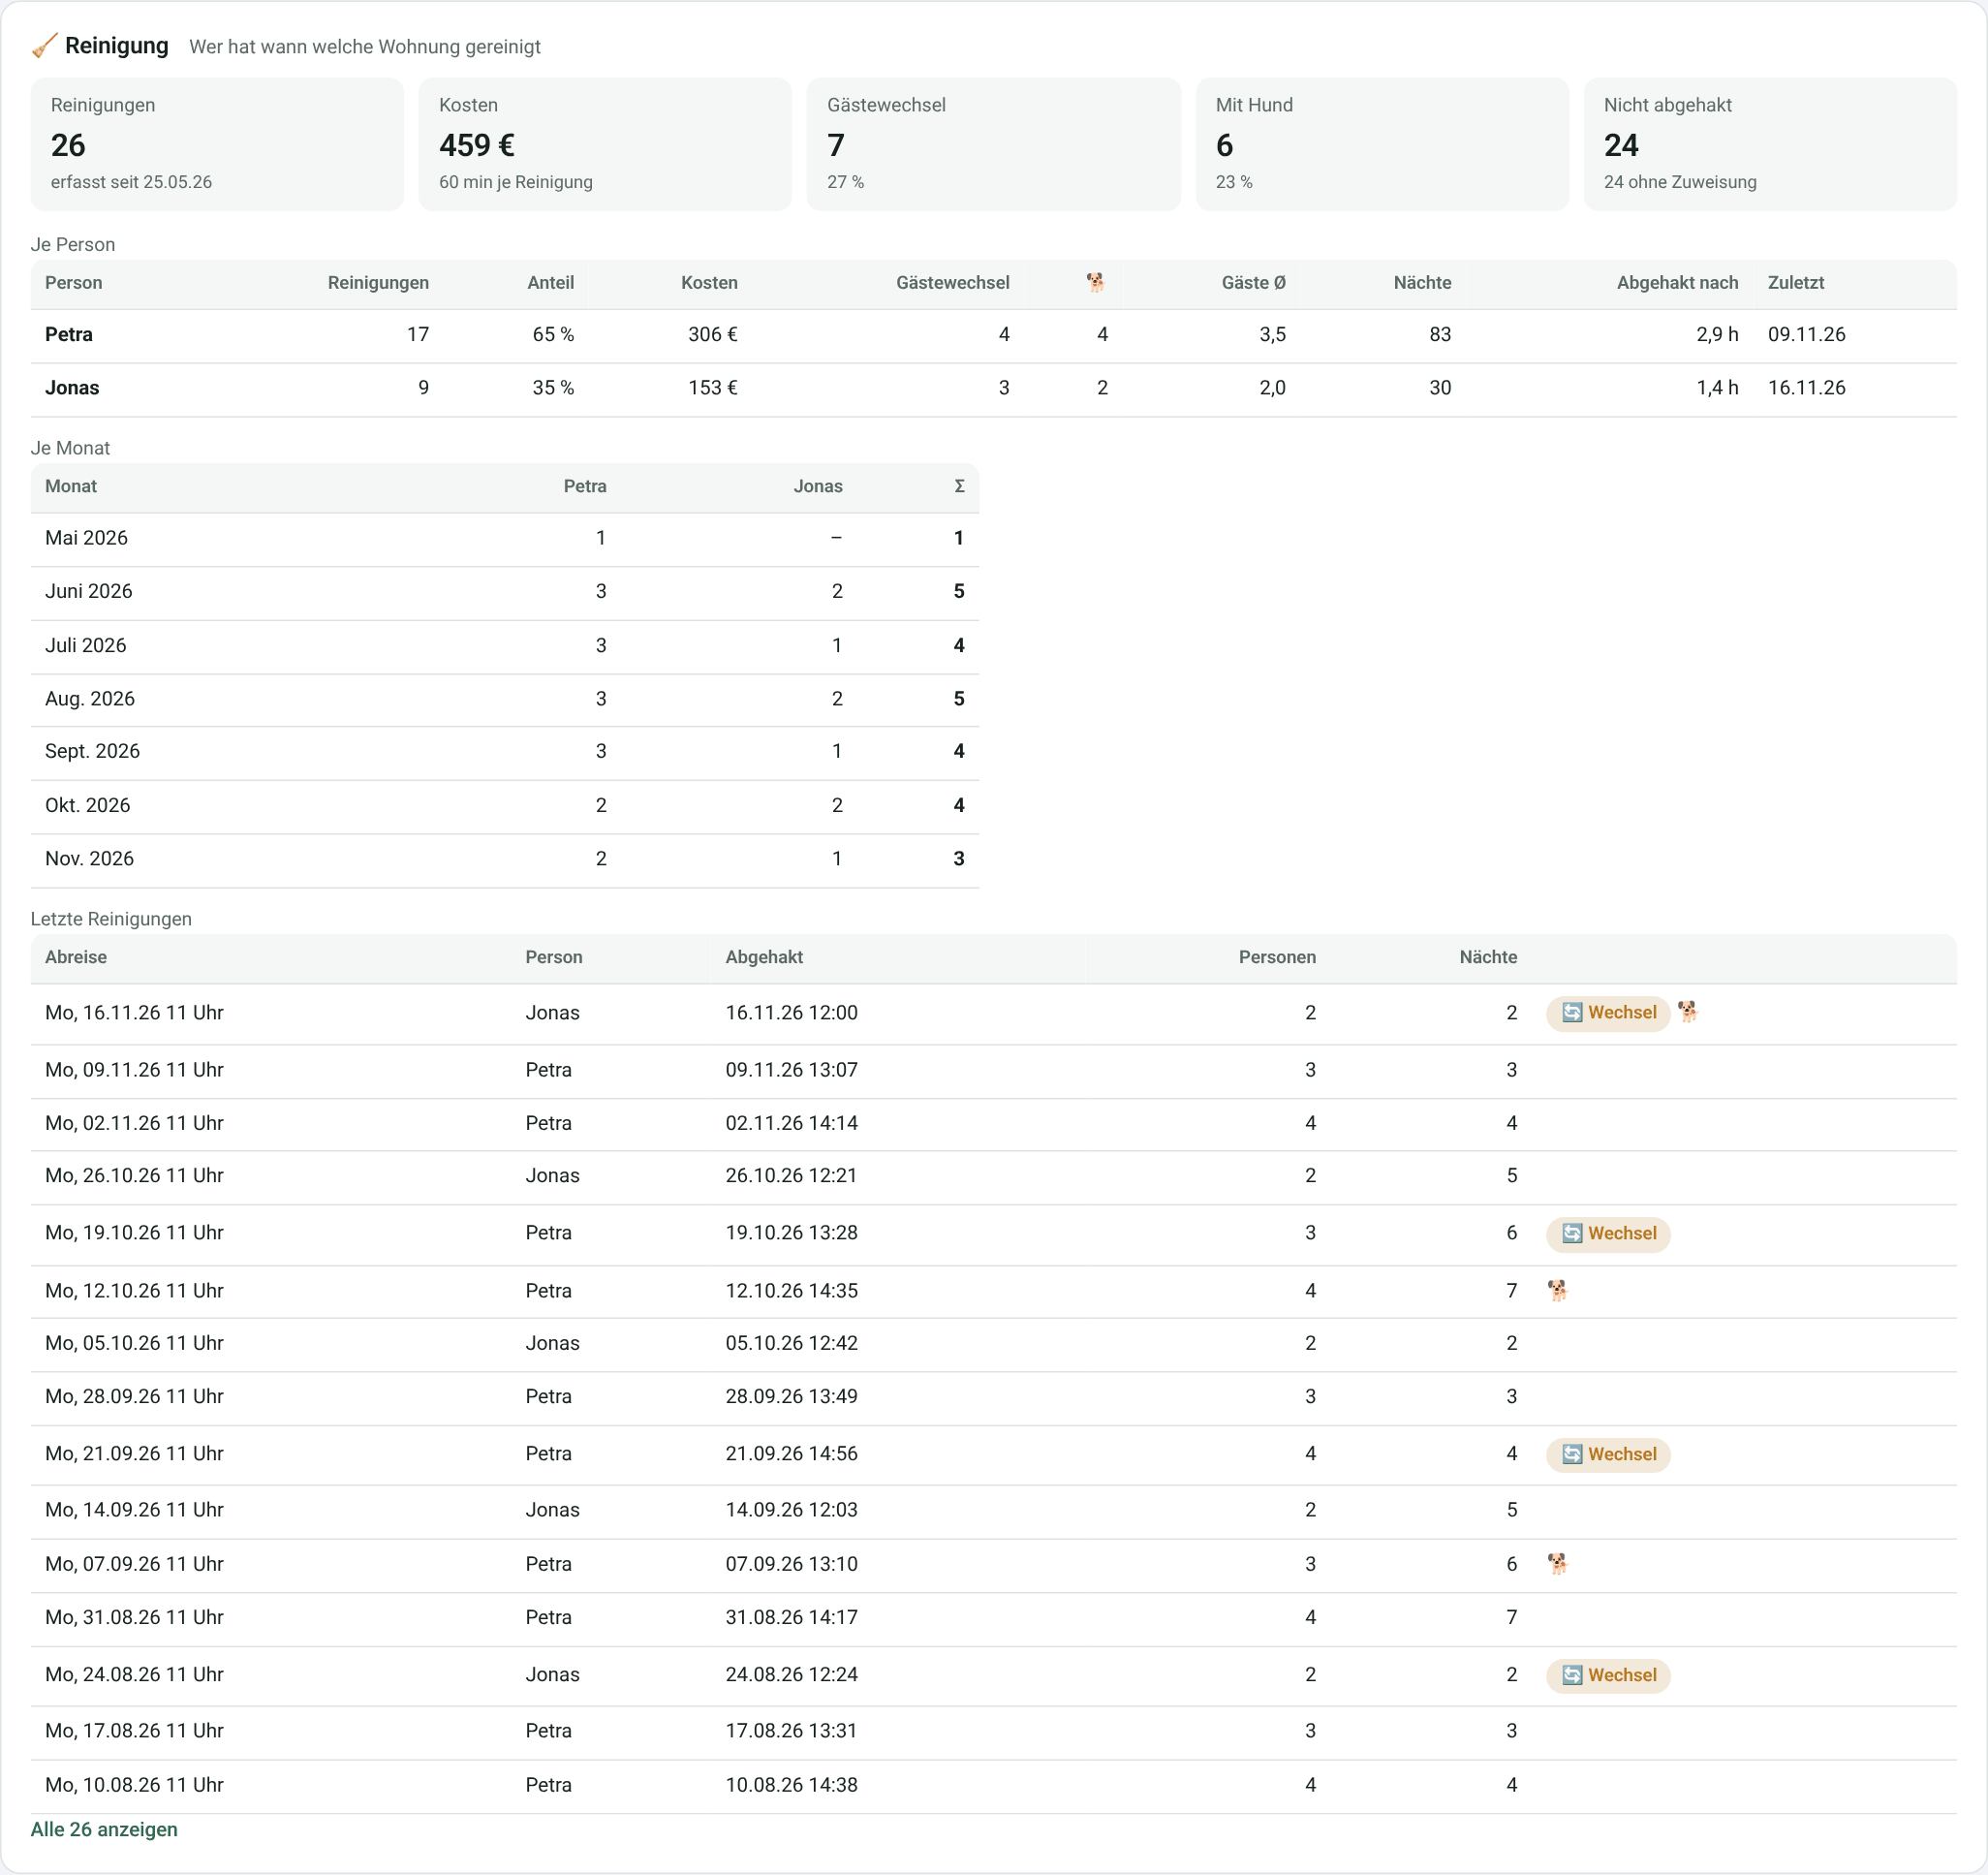 Reinigung Wer hat wann welche Wohnung gereinigt
Reinigungen Kosten Gästewechsel Mit Hund Nicht abgehakt
26 459 € 7 6 24
erfasst seit 25.05.26 60 min je Reinigung 27 % 23 % 24 ohne Zuweisung
Je Person
Person Reinigungen Anteil Kosten Gästewechsel Gäste Ø Nächte Abgehakt nach Zuletzt
Petra 17 65 % 306 € 4 4 3,5 83 2,9 h 09.11.26
Jonas 9 35 % 153 € 3 2 2,0 30 1,4 h 16.11.26
Je Monat
Monat Petra Jonas Σ
Mai 2026 1 – 1
Juni 2026 3 2 5
Juli 2026 3 1 4
Aug. 2026 3 2 5
Sept. 2026 3 1 4
Okt. 2026 2 2 4
Nov. 2026 2 1 3
Letzte Reinigungen
Abreise Person Abgehakt Personen Nächte
Mo, 16.11.26 11 Uhr Jonas 16.11.26 12:00 2 2 Wechsel
Mo, 09.11.26 11 Uhr Petra 09.11.26 13:07 3 3
Mo, 02.11.26 11 Uhr Petra 02.11.26 14:14 4 4
Mo, 26.10.26 11 Uhr Jonas 26.10.26 12:21 2 5
Mo, 19.10.26 11 Uhr Petra 19.10.26 13:28 3 6 Wechsel
Mo, 12.10.26 11 Uhr Petra 12.10.26 14:35 4 7
Mo, 05.10.26 11 Uhr Jonas 05.10.26 12:42 2 2
Mo, 28.09.26 11 Uhr Petra 28.09.26 13:49 3 3
Mo, 21.09.26 11 Uhr Petra 21.09.26 14:56 4 4 Wechsel
Mo, 14.09.26 11 Uhr Jonas 14.09.26 12:03 2 5
Mo, 07.09.26 11 Uhr Petra 07.09.26 13:10 3 6
Mo, 31.08.26 11 Uhr Petra 31.08.26 14:17 4 7
Mo, 24.08.26 11 Uhr Jonas 24.08.26 12:24 2 2 Wechsel
Mo, 17.08.26 11 Uhr Petra 17.08.26 13:31 3 3
Mo, 10.08.26 11 Uhr Petra 10.08.26 14:38 4 4
Alle 26 anzeigen